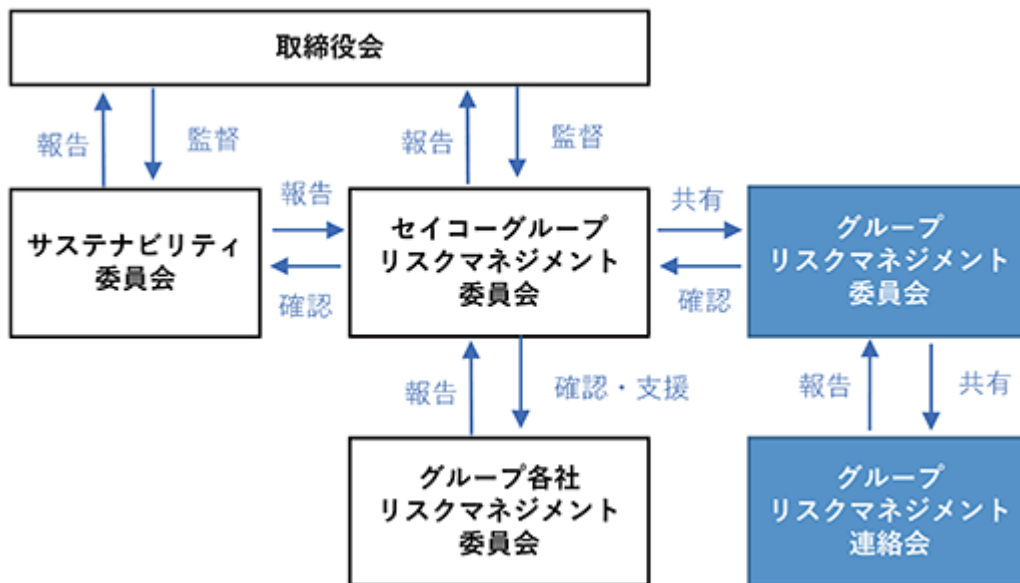 取締役会
報告
監督
報告
監督
サステナビリティ
委員会
報告
確認
セイコーグループ
リスクマネジメント
委員会
共有
確認
グループ
リスクマネジメント
委員会
報告
確認・支援
報告
共有
グループ各社
リスクマネジメント
委員会
グループ
リスクマネジメント
連絡会